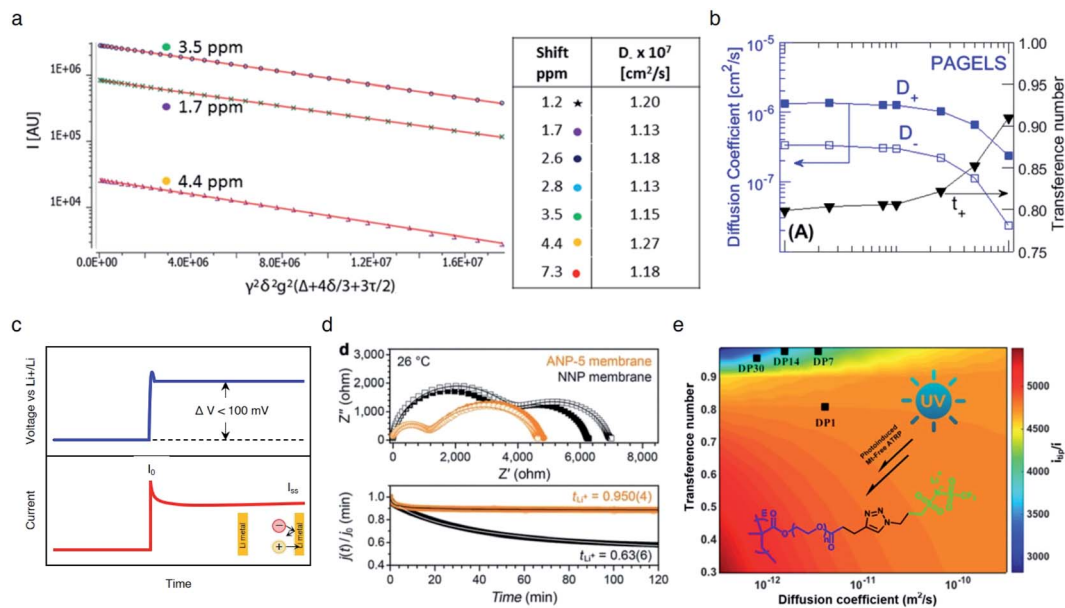 a
I [AU]
1E+06
1E+05
1E+04
3.5 ppm
1.7 ppm
4.4 ppm
0.0E+00 4.0E+06 8.0E+06 1.2E+07 1.6E+07
γ²δ²g²(Δ+4δ/3+3τ/2)
Shift ppm D₋ x 10⁷ [cm²/s]
1.2 1.20
1.7 1.13
2.6 1.18
2.8 1.13
3.5 1.15
4.4 1.27
7.3 1.18
b
PAGELS
Diffusion Coefficient [cm²/s]
10⁻⁵
10⁻⁶
10⁻⁷
D₊
D₋
t₊
(A)
1.00
0.95
0.90
0.85
0.80
0.75
Transference number
c
Voltage vs Li+/Li
Δ V < 100 mV
Current
I₀
Iss
Li metal
Li metal
−
+
Time
d
d
26 °C
ANP-5 membrane
NNP membrane
Z" (ohm)
3,000
2,000
1,000
0
0 2,000 4,000 6,000 8,000
Z' (ohm)
tLi⁺ = 0.950(4)
tLi⁺ = 0.63(6)
j(t)/j₀
1.0
0.8
0.6
0.4
0 20 40 60 80 100 120
Time (min)
e
Transference number
0.9
0.8
0.7
0.6
0.5
0.4
0.3
DP30 DP14 DP7
DP1
UV
Photoinduced
Mt-Free ATRP
10⁻¹² 10⁻¹¹ 10⁻¹⁰
Diffusion coefficient (m²/s)
5000
4500
4000
3500
3000